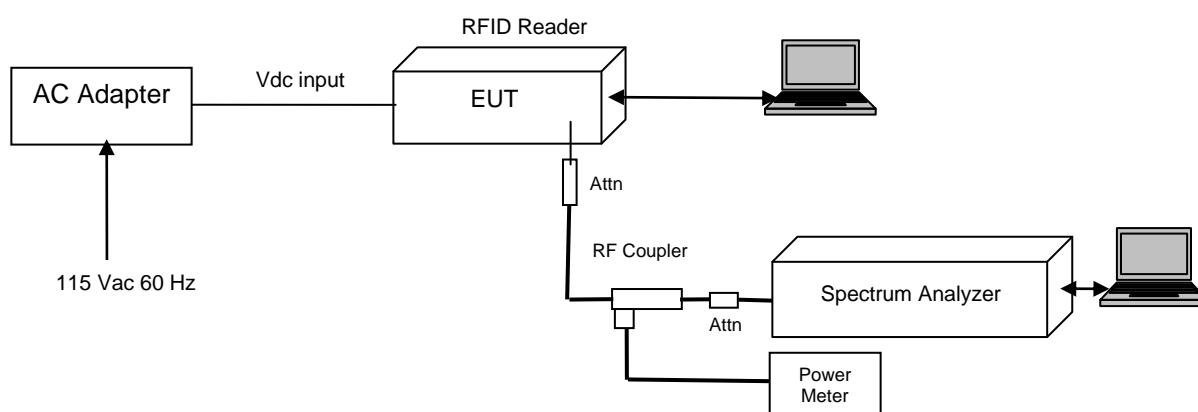 RFID Reader
AC Adapter
Vdc input
EUT
Attn
RF Coupler
115 Vac 60 Hz
Spectrum Analyzer
Attn
Power
Meter